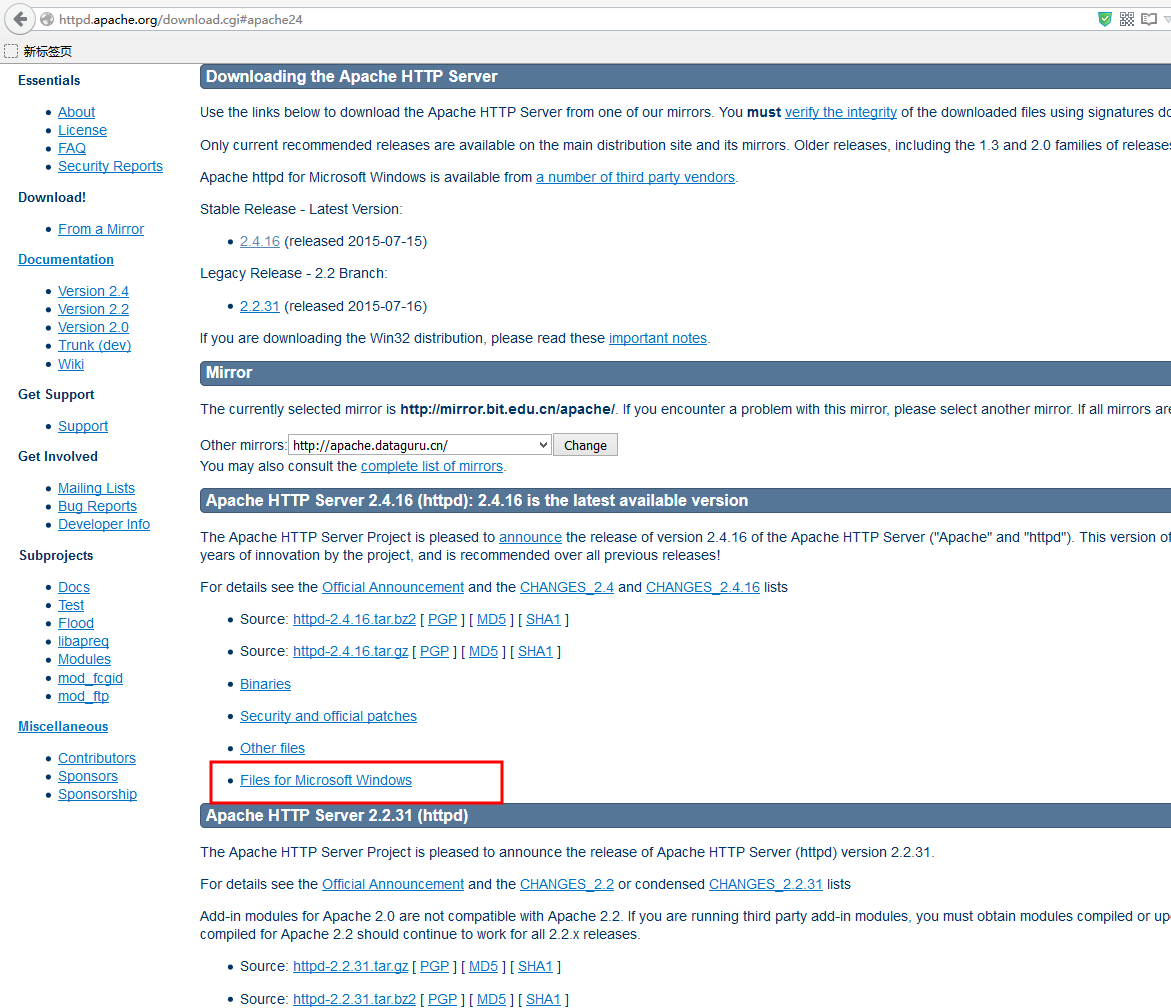 httpd.apache.org/download.cgi#apache24
新标签页
Essentials
About
License
FAQ
Security Reports
Download!
From a Mirror
Documentation
Version 2.4
Version 2.2
Version 2.0
Trunk (dev)
Wiki
Get Support
Support
Get Involved
Mailing Lists
Bug Reports
Developer Info
Subprojects
Docs
Test
Flood
libapreq
Modules
mod_fcgid
mod_ftp
Miscellaneous
Contributors
Sponsors
Sponsorship
Downloading the Apache HTTP Server
Use the links below to download the Apache HTTP Server from one of our mirrors. You must verify the integrity of the downloaded files using signatures do
Only current recommended releases are available on the main distribution site and its mirrors. Older releases, including the 1.3 and 2.0 families of releases
Apache httpd for Microsoft Windows is available from a number of third party vendors.
Stable Release - Latest Version:
2.4.16 (released 2015-07-15)
Legacy Release - 2.2 Branch:
2.2.31 (released 2015-07-16)
If you are downloading the Win32 distribution, please read these important notes.
Mirror
The currently selected mirror is http://mirror.bit.edu.cn/apache/. If you encounter a problem with this mirror, please select another mirror. If all mirrors are
Other mirrors: http://apache.dataguru.cn/ Change
You may also consult the complete list of mirrors.
Apache HTTP Server 2.4.16 (httpd): 2.4.16 is the latest available version
The Apache HTTP Server Project is pleased to announce the release of version 2.4.16 of the Apache HTTP Server ("Apache" and "httpd"). This version of
years of innovation by the project, and is recommended over all previous releases!
For details see the Official Announcement and the CHANGES_2.4 and CHANGES_2.4.16 lists
Source: httpd-2.4.16.tar.bz2 [ PGP ] [ MD5 ] [ SHA1 ]
Source: httpd-2.4.16.tar.gz [ PGP ] [ MD5 ] [ SHA1 ]
Binaries
Security and official patches
Other files
Files for Microsoft Windows
Apache HTTP Server 2.2.31 (httpd)
The Apache HTTP Server Project is pleased to announce the release of Apache HTTP Server (httpd) version 2.2.31.
For details see the Official Announcement and the CHANGES_2.2 or condensed CHANGES_2.2.31 lists
Add-in modules for Apache 2.0 are not compatible with Apache 2.2. If you are running third party add-in modules, you must obtain modules compiled or up
compiled for Apache 2.2 should continue to work for all 2.2.x releases.
Source: httpd-2.2.31.tar.gz [ PGP ] [ MD5 ] [ SHA1 ]
Source: httpd-2.2.31.tar.bz2 [ PGP ] [ MD5 ] [ SHA1 ]